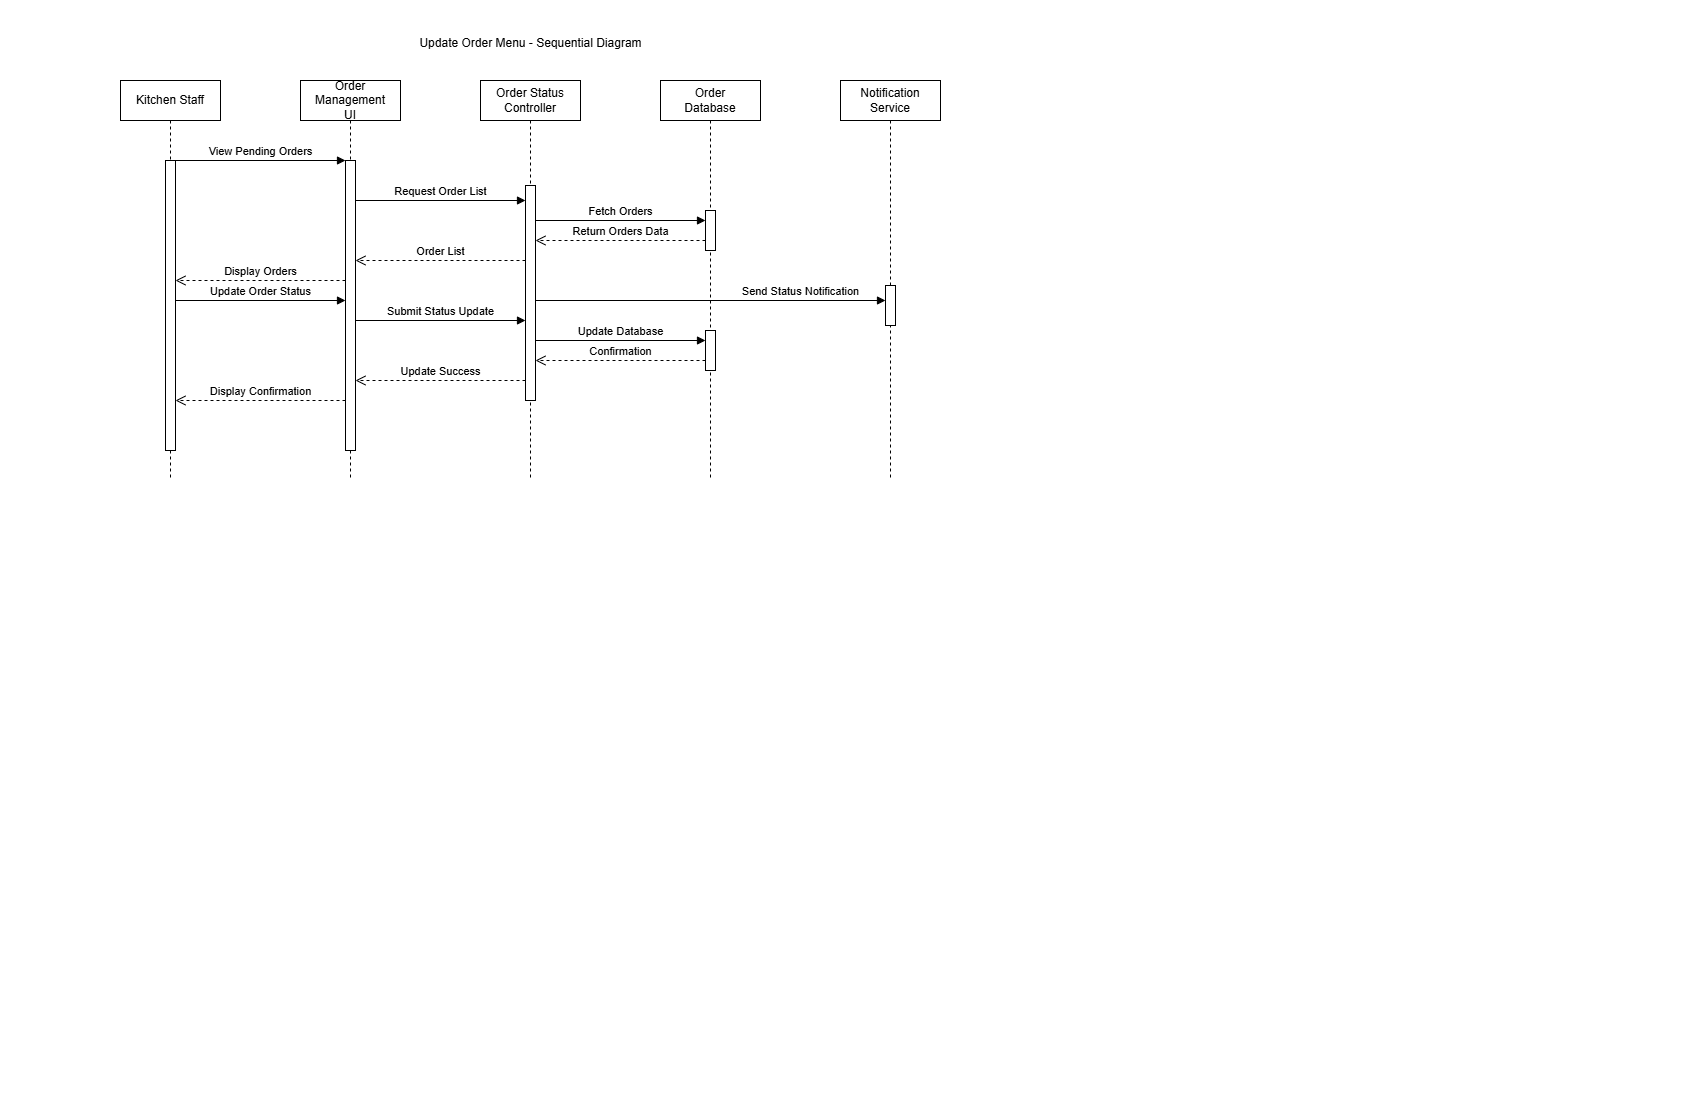 Update Order Menu - Sequential Diagram
Kitchen Staff
Order
Management
UI
Order Status
Controller
Order
Database
Notification
Service
View Pending Orders
Request Order List
Fetch Orders
Return Orders Data
Order List
Display Orders
Update Order Status
Send Status Notification
Submit Status Update
Update Database
Confirmation
Update Success
Display Confirmation